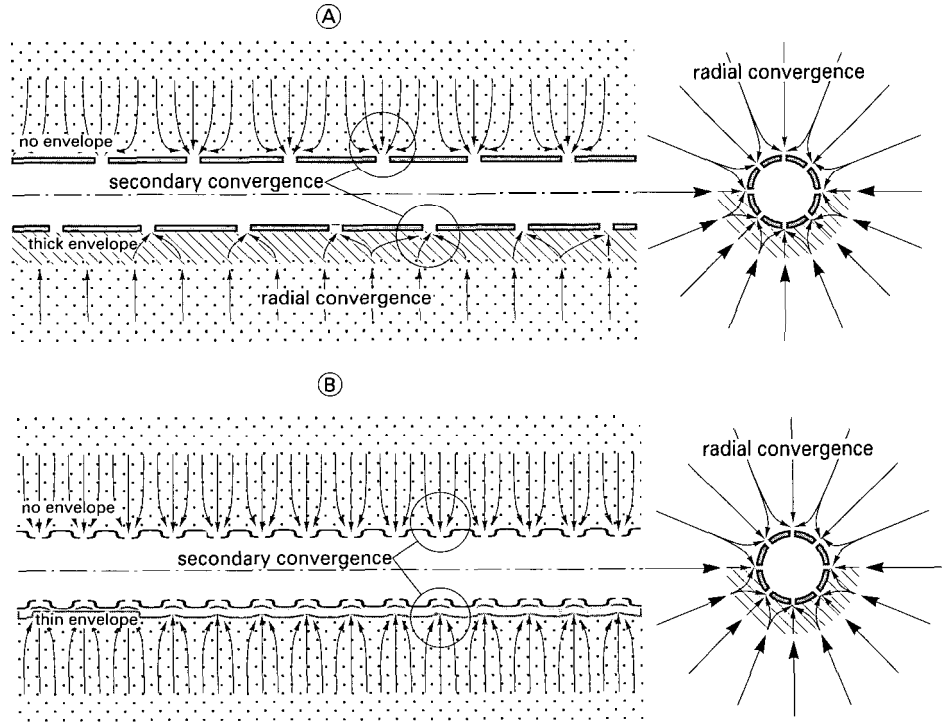 A
radial convergence
no envelope
secondary convergence
thick envelope
radial convergence
B
radial convergence
no envelope
secondary convergence
thin envelope